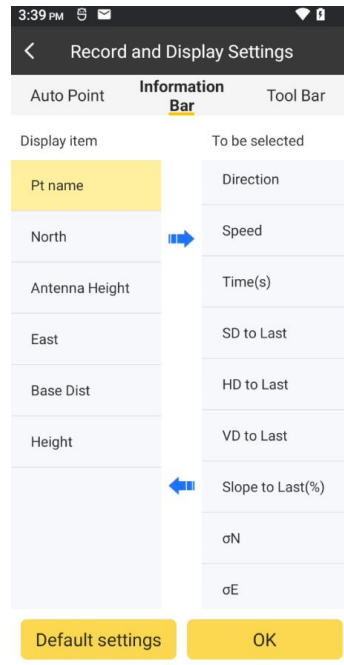 3:39 PM
Record and Display Settings
Auto Point
Information
Bar
Tool Bar
Display item
To be selected
Pt name
North
Antenna Height
East
Base Dist
Height
Direction
Speed
Time(s)
SD to Last
HD to Last
VD to Last
Slope to Last(%)
σN
σE
Default settings
OK